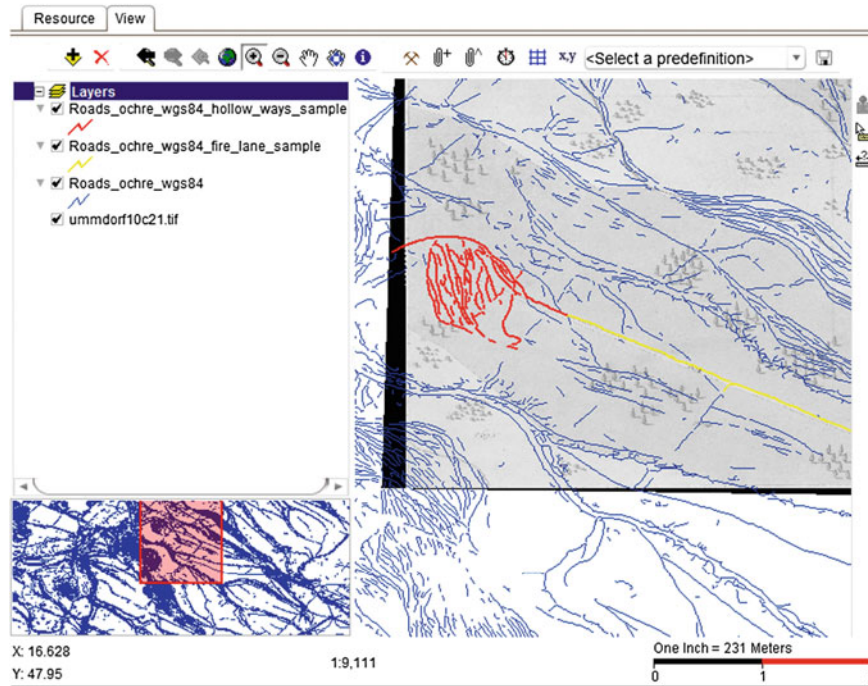 Resource View
x,y <Select a predefinition>
Layers
Roads_ochre_wgs84_hollow_ways_sample
Roads_ochre_wgs84_fire_lane_sample
Roads_ochre_wgs84
ummdorf10c21.tif
X: 16.628
Y: 47.95
1:9,111
One Inch = 231 Meters
0 1